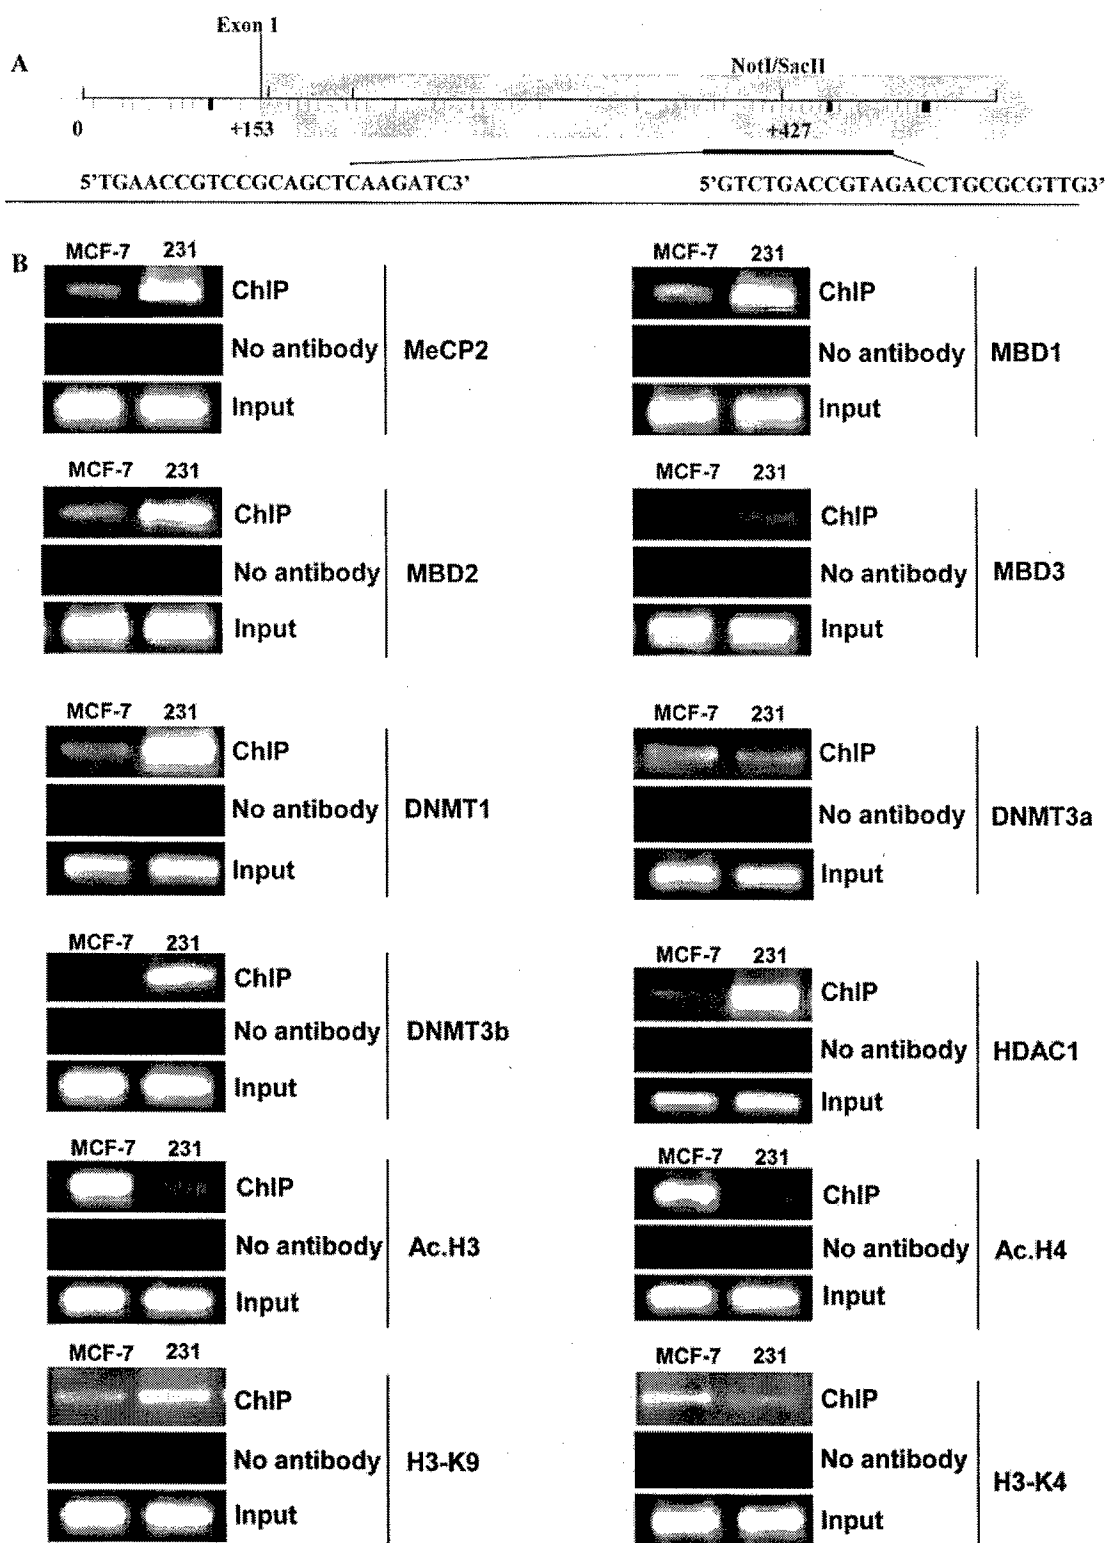 Exon 1
A
NotI/SacII
0 +153 +427
5'TGAACCGTCCGCAGCTCAAGATC3' 5'GTCTGACCGTAGACCTGCGCGTTG3'
B
MCF-7 231
ChIP
No antibody
Input
MeCP2
MCF-7 231
ChIP
No antibody
Input
MBD1
MCF-7 231
ChIP
No antibody
Input
MBD2
MCF-7 231
ChIP
No antibody
Input
MBD3
MCF-7 231
ChIP
No antibody
Input
DNMT1
MCF-7 231
ChIP
No antibody
Input
DNMT3a
MCF-7 231
ChIP
No antibody
Input
DNMT3b
MCF-7 231
ChIP
No antibody
Input
HDAC1
MCF-7 231
ChIP
No antibody
Input
Ac.H3
MCF-7 231
ChIP
No antibody
Input
Ac.H4
MCF-7 231
ChIP
No antibody
Input
H3-K9
MCF-7 231
ChIP
No antibody
Input
H3-K4